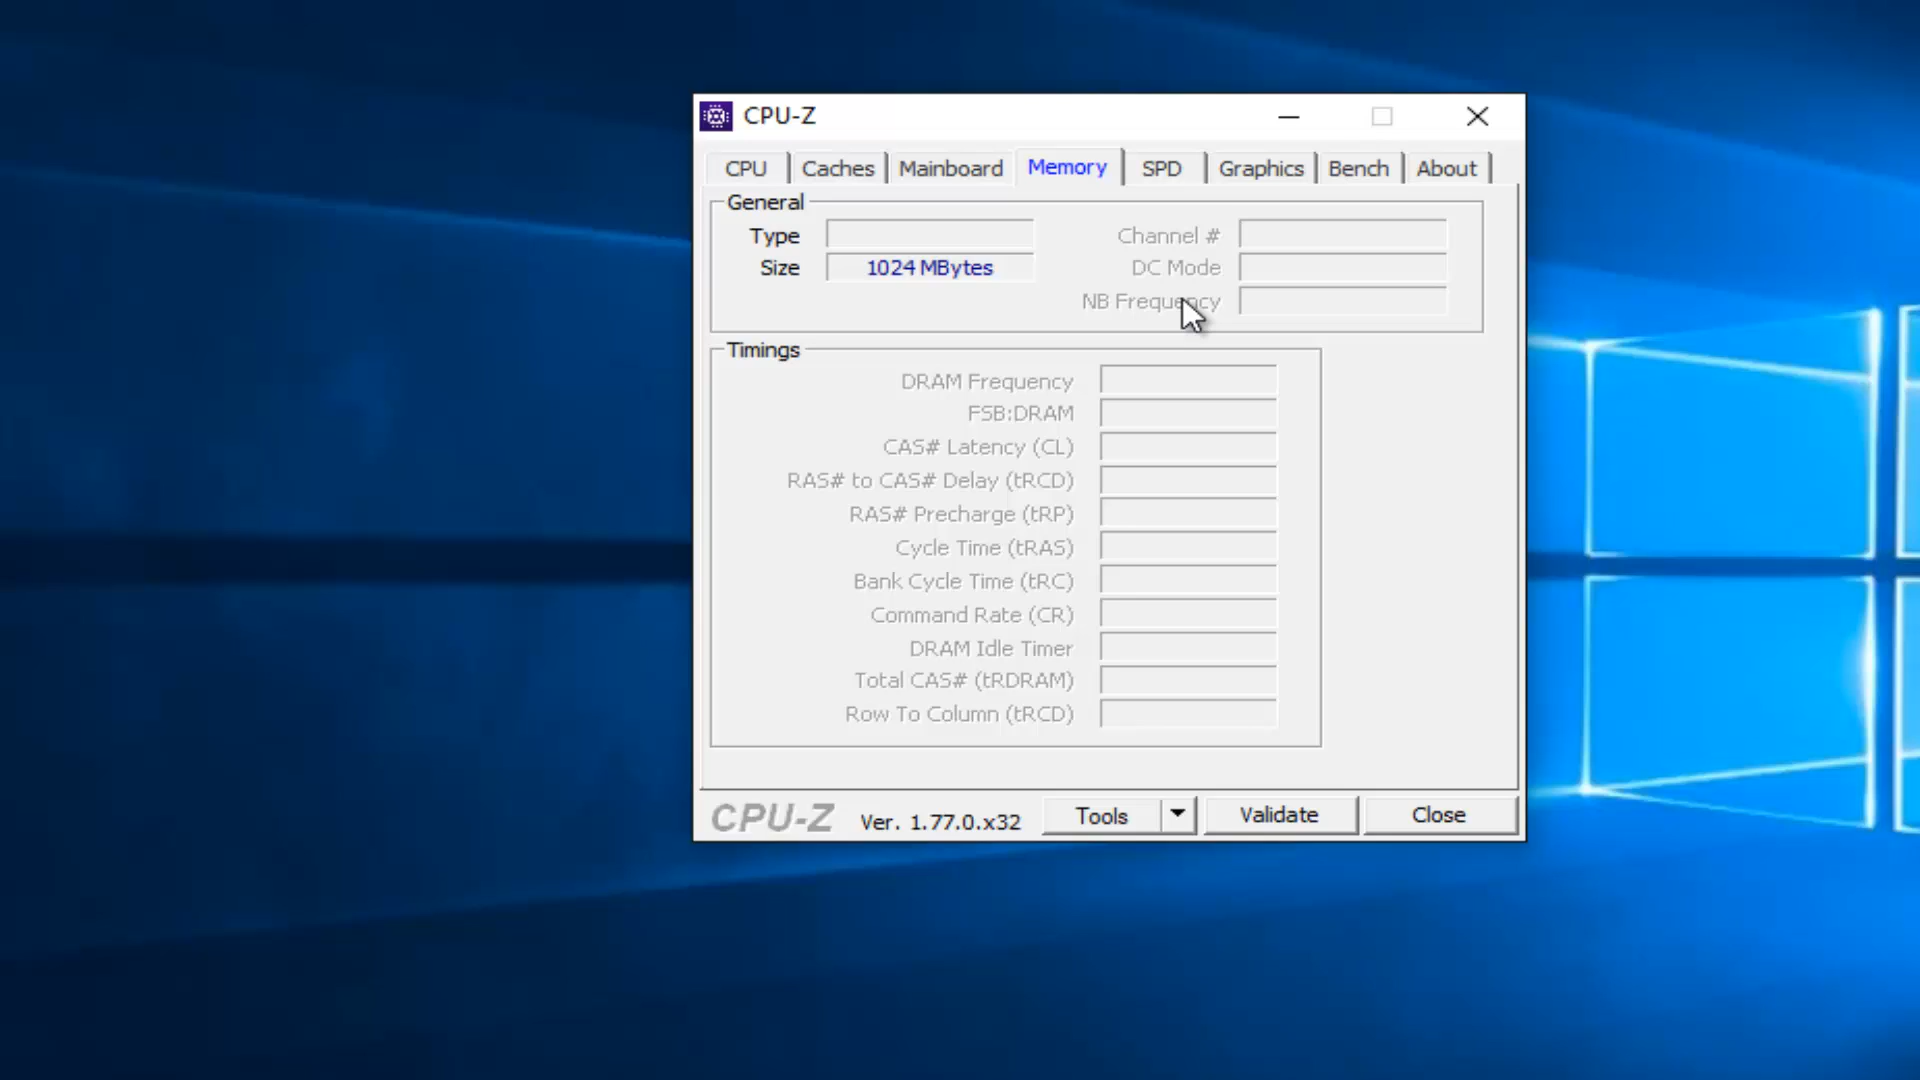 CPU-Z
CPU Caches Mainboard Memory SPD Graphics Bench About
General
Type Channel #
Size 1024 MBytes DC Mode
NB Frequency
Timings
DRAM Frequency
FSB:DRAM
CAS# Latency (CL)
RAS# to CAS# Delay (tRCD)
RAS# Precharge (tRP)
Cycle Time (tRAS)
Bank Cycle Time (tRC)
Command Rate (CR)
DRAM Idle Timer
Total CAS# (tRDRAM)
Row To Column (tRCD)
CPU-Z Ver. 1.77.0.x32 Tools Validate Close